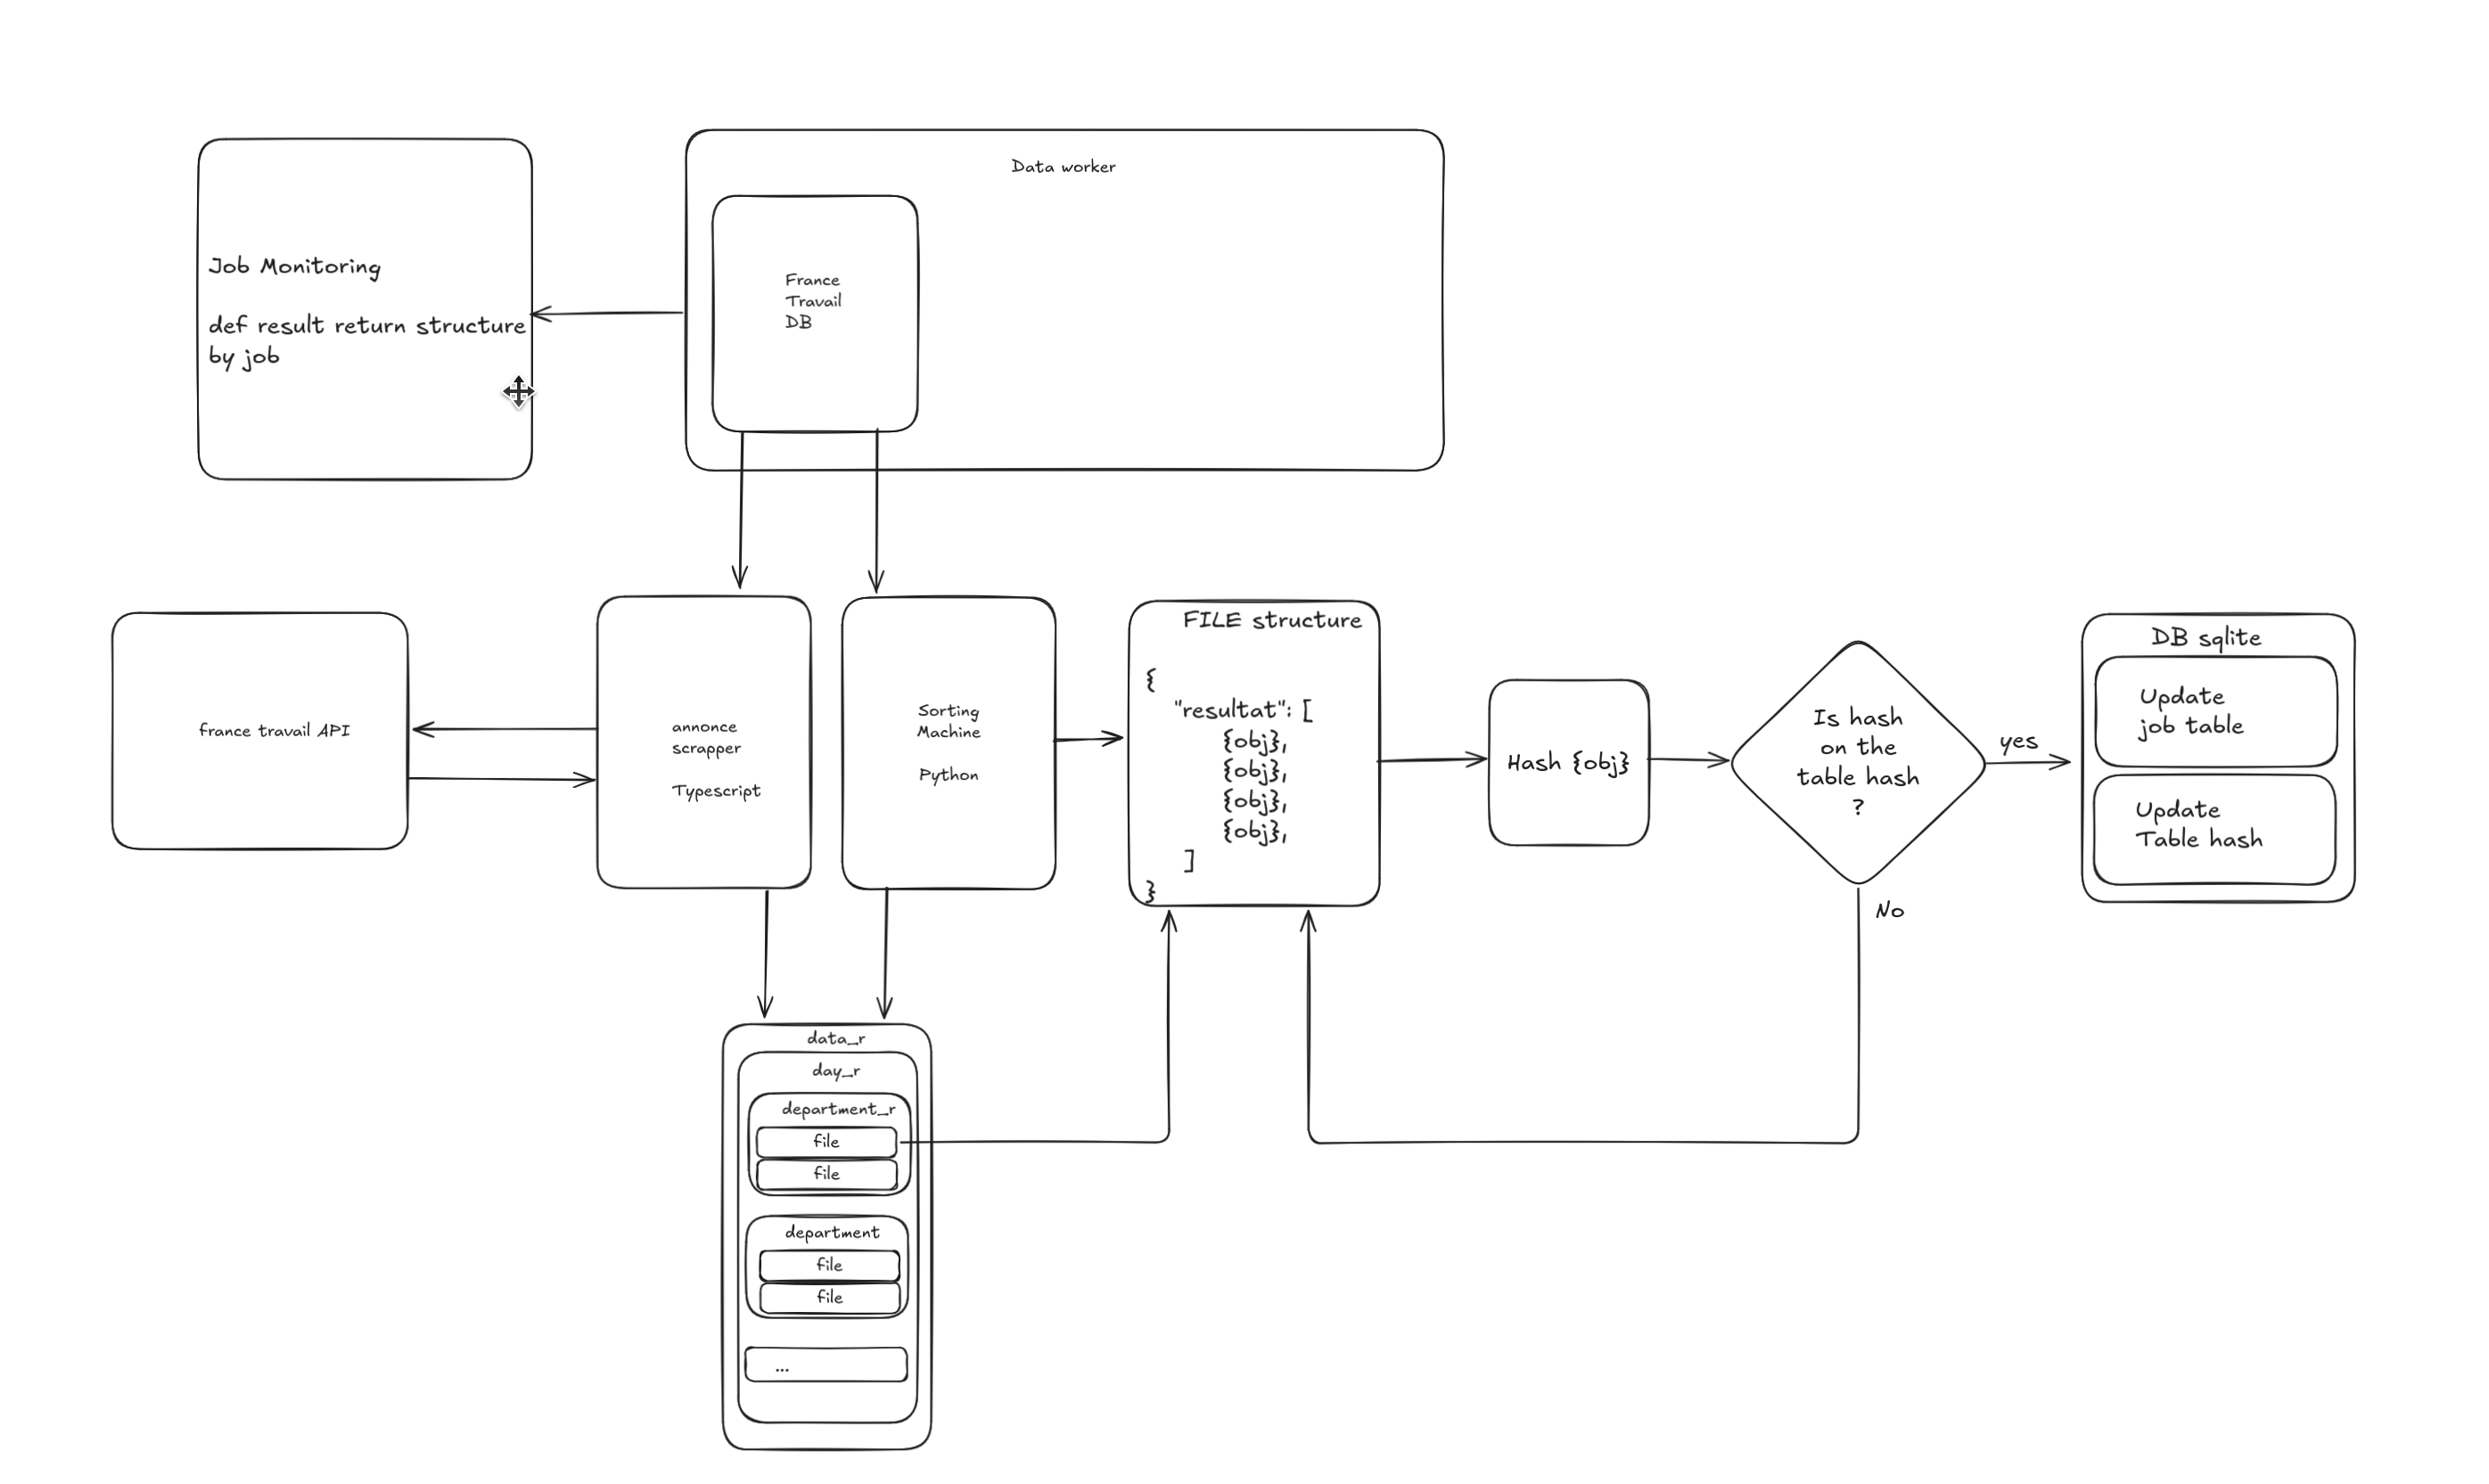 Data worker
Job Monitoring
def result return structure
by job
France
Travail
DB
france travail API
annonce
scrapper
Typescript
Sorting
Machine
Python
FILE structure
{
"resultat": [
{obj},
{obj},
{obj},
{obj},
]
}
Hash {obj}
Is hash
on the
table hash
?
yes
No
DB sqlite
Update
job table
Update
Table hash
data_r
day_r
department_r
file
file
department
file
file
...